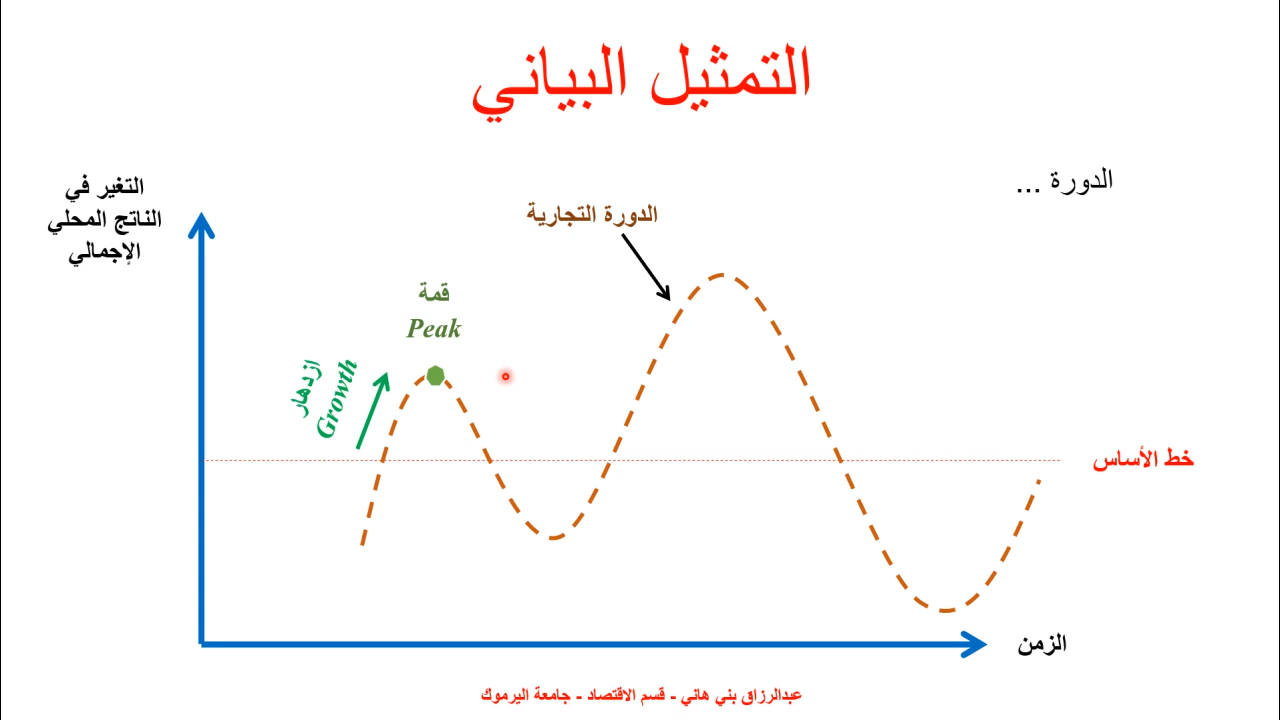 التمثيل البياني
الدورة ...
التغير في
الناتج المحلي
الإجمالي
الدورة التجارية
قمة
Peak
ازدهار
Growth
خط الأساس
الزمن
عبدالرزاق بني هاني - قسم الاقتصاد - جامعة اليرموك